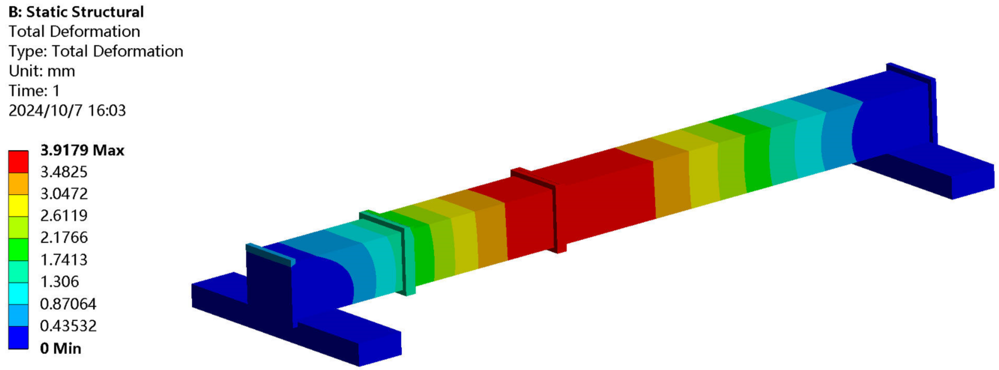 B: Static Structural
Total Deformation
Type: Total Deformation
Unit: mm
Time: 1
2024/10/7 16:03
3.9179 Max
3.4825
3.0472
2.6119
2.1766
1.7413
1.306
0.87064
0.43532
0 Min